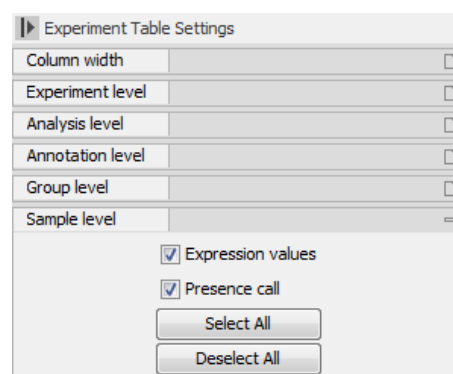 Experiment Table Settings
Column width
Experiment level
Analysis level
Annotation level
Group level
Sample level
Expression values
Presence call
Select All
Deselect All